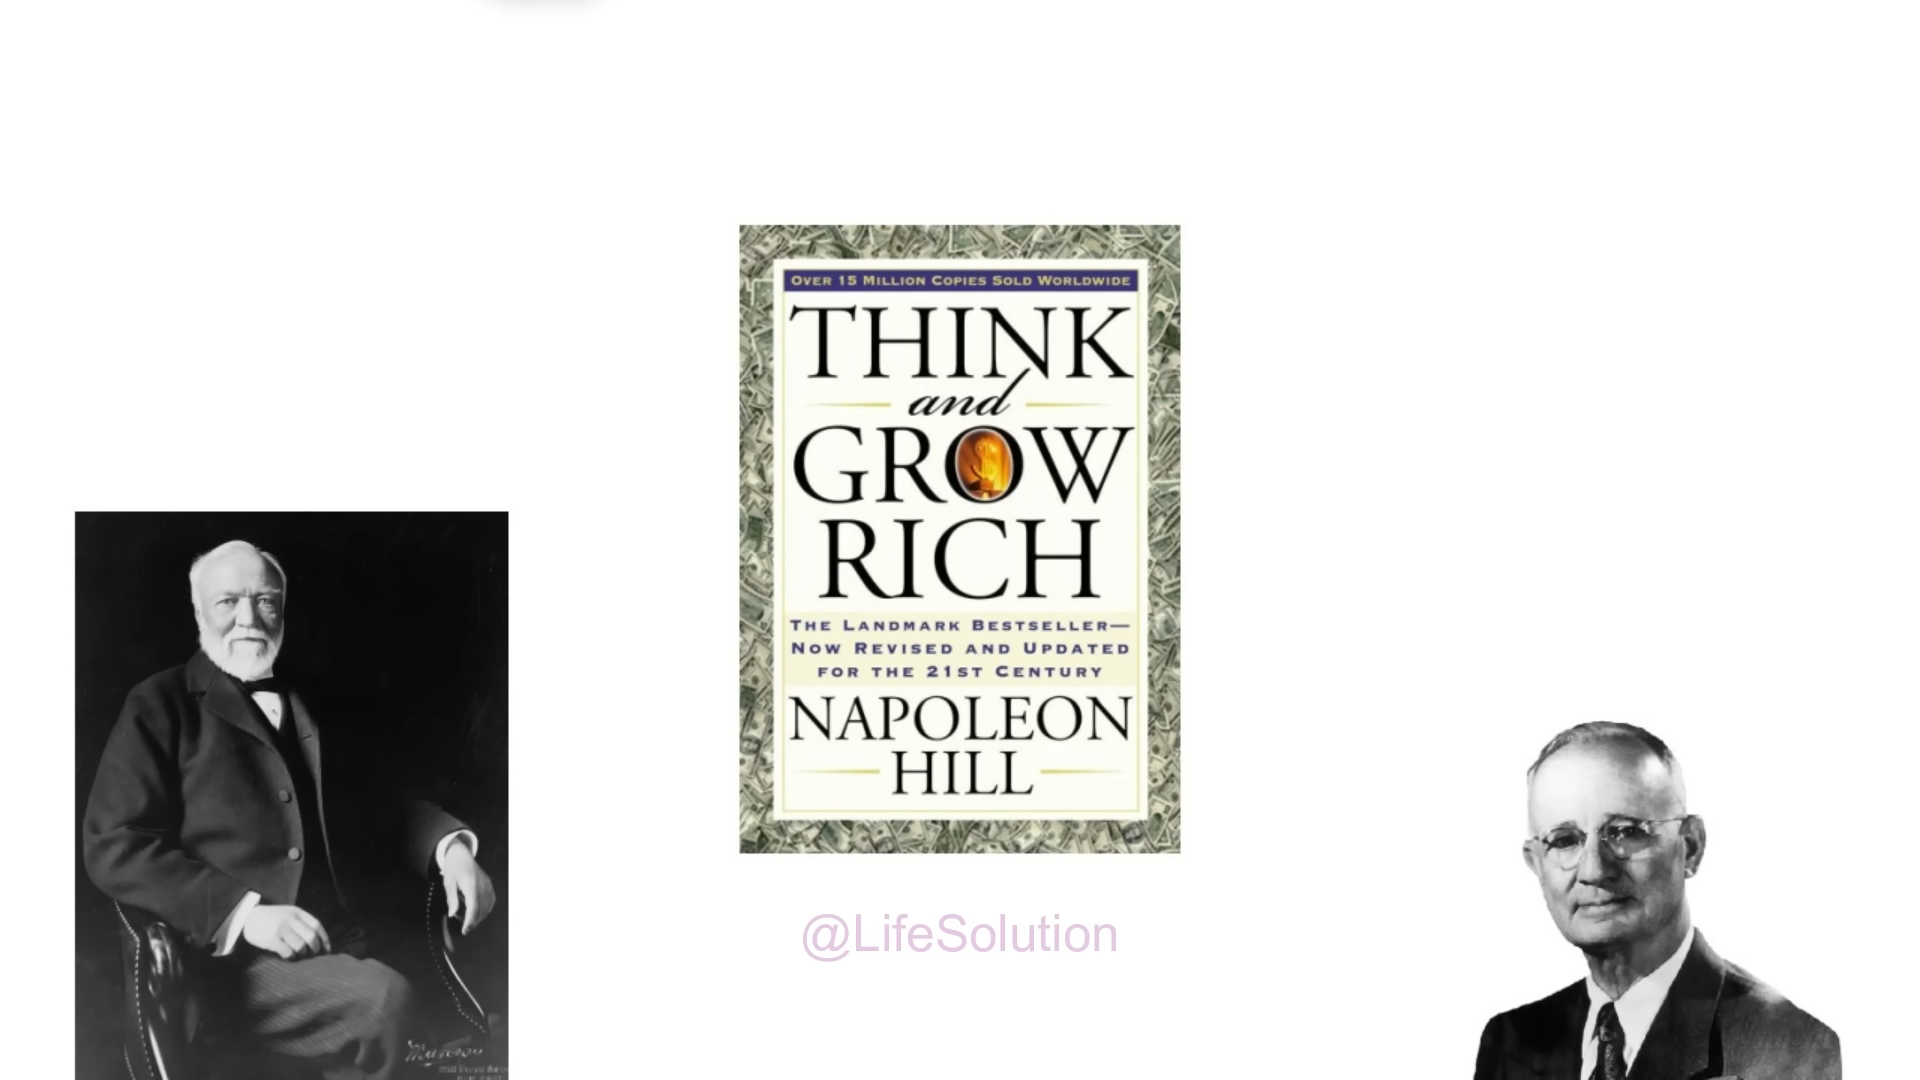 OVER 15 MILLION COPIES SOLD WORLDWIDE
THINK
and
GROW
RICH
THE LANDMARK BESTSELLER—
NOW REVISED AND UPDATED
FOR THE 21ST CENTURY
NAPOLEON
HILL
@LifeSolution